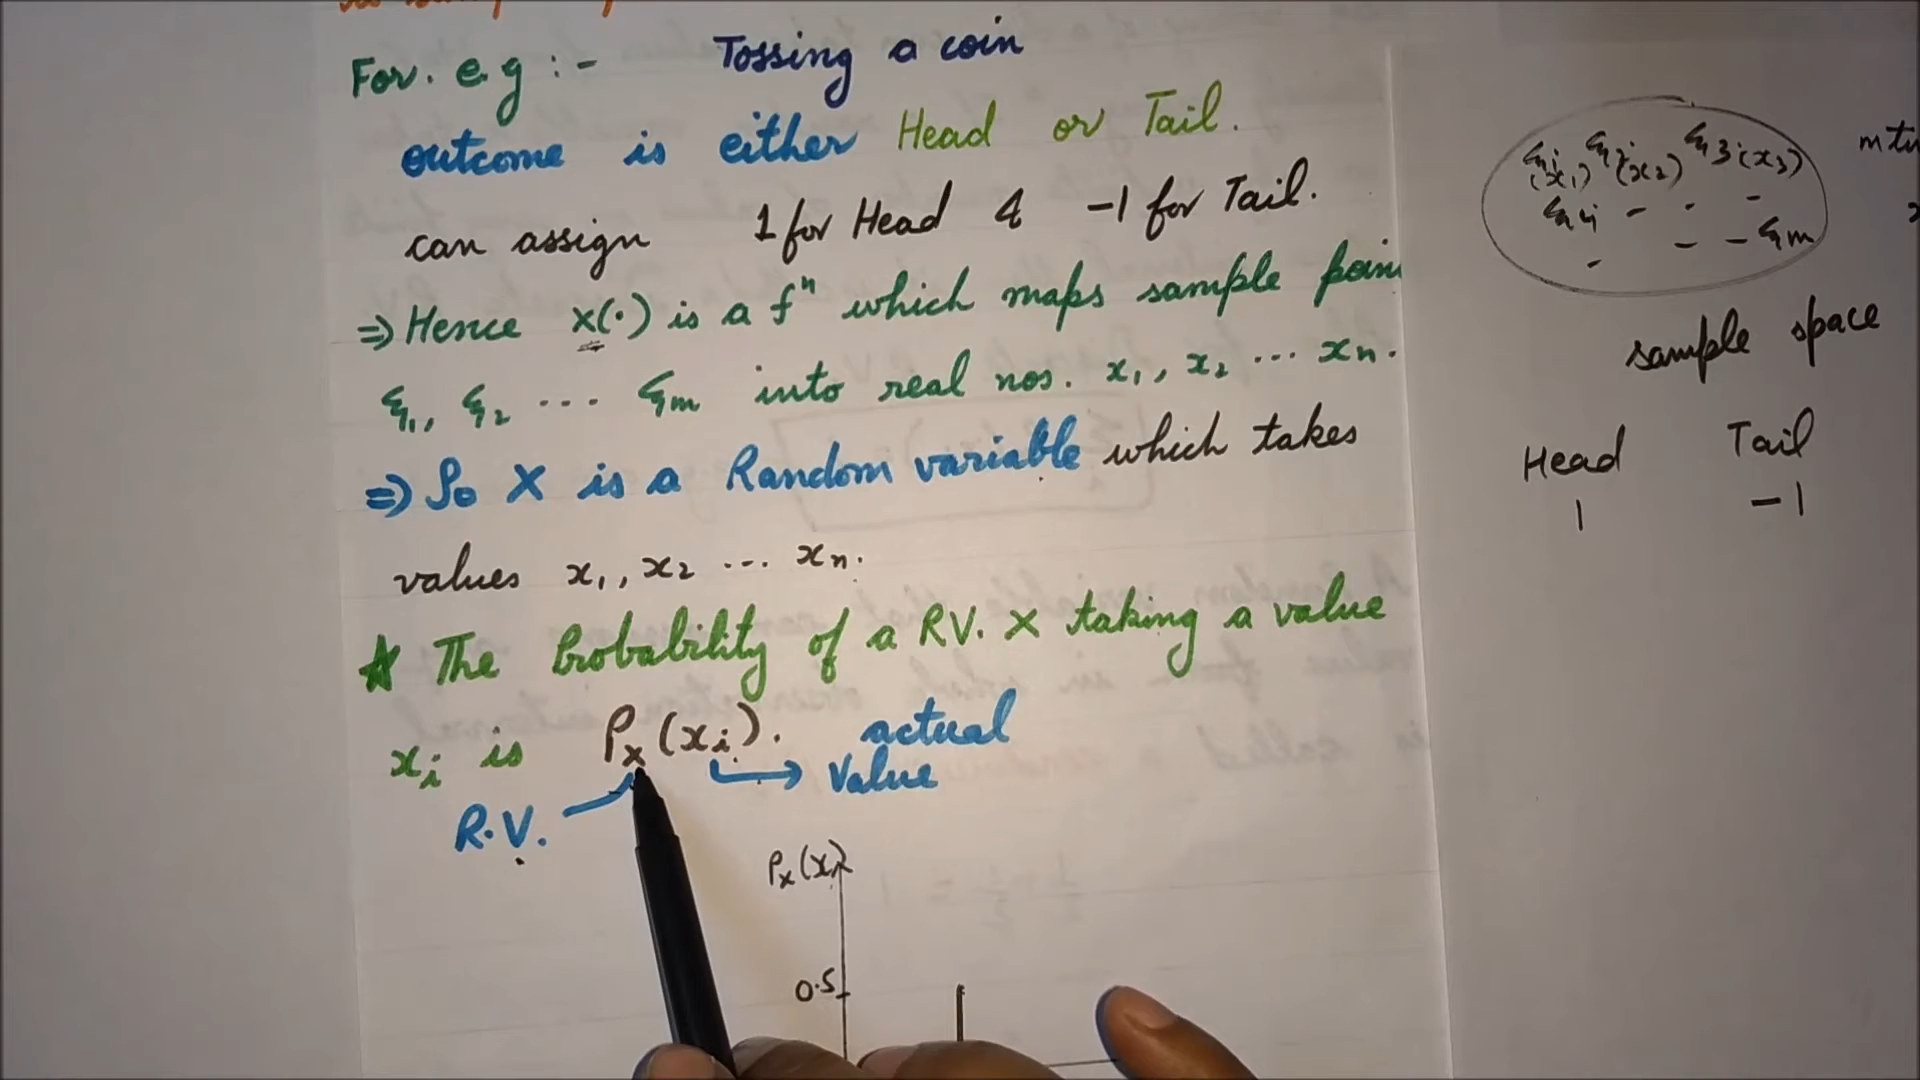 For. e.g :- Tossing a coin
outcome is either Head or Tail.
can assign 1 for Head & -1 for Tail.
⇒ Hence x(·) is a fⁿ which maps sample poin
ξ₁, ξ₂ ... ξm into real nos. x₁, x₂ ... xn.
⇒ So X is a Random variable which takes
values x₁, x₂ ... xn.
★ The Probability of a RV. X taking a value
xi is Px(xi). actual
value
R.V.
Px(x)
0.5
ξ1 ξ2 ξ3
(x₁) (x₂) (x₃)
ξ4 - - -
- - - ξm
sample space
Head Tail
1 -1